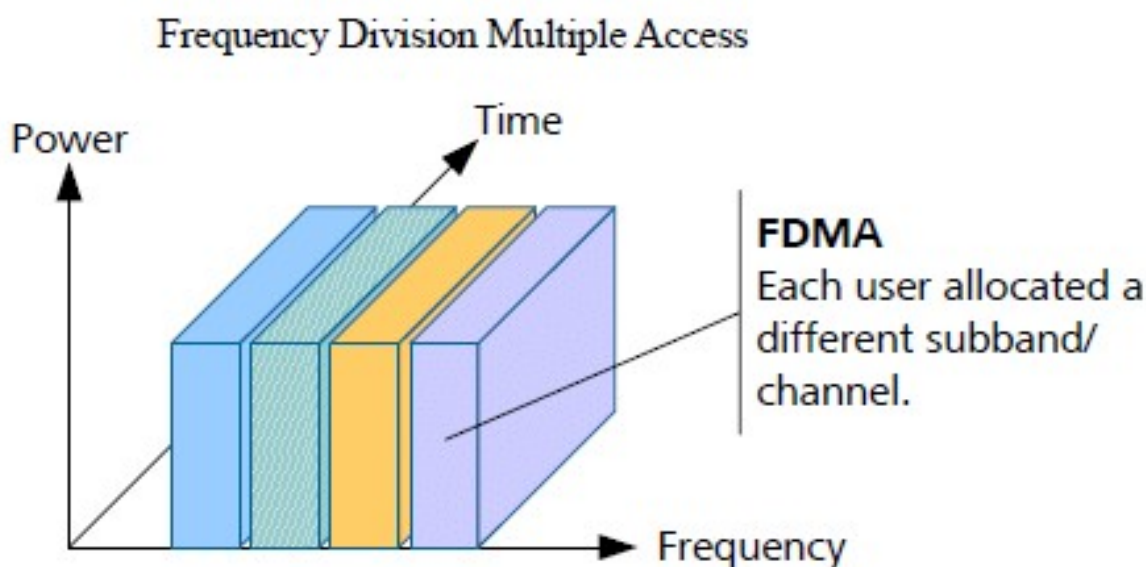 Frequency Division Multiple Access
Time
Power
FDMA
Each user allocated a
different subband/
channel.
Frequency